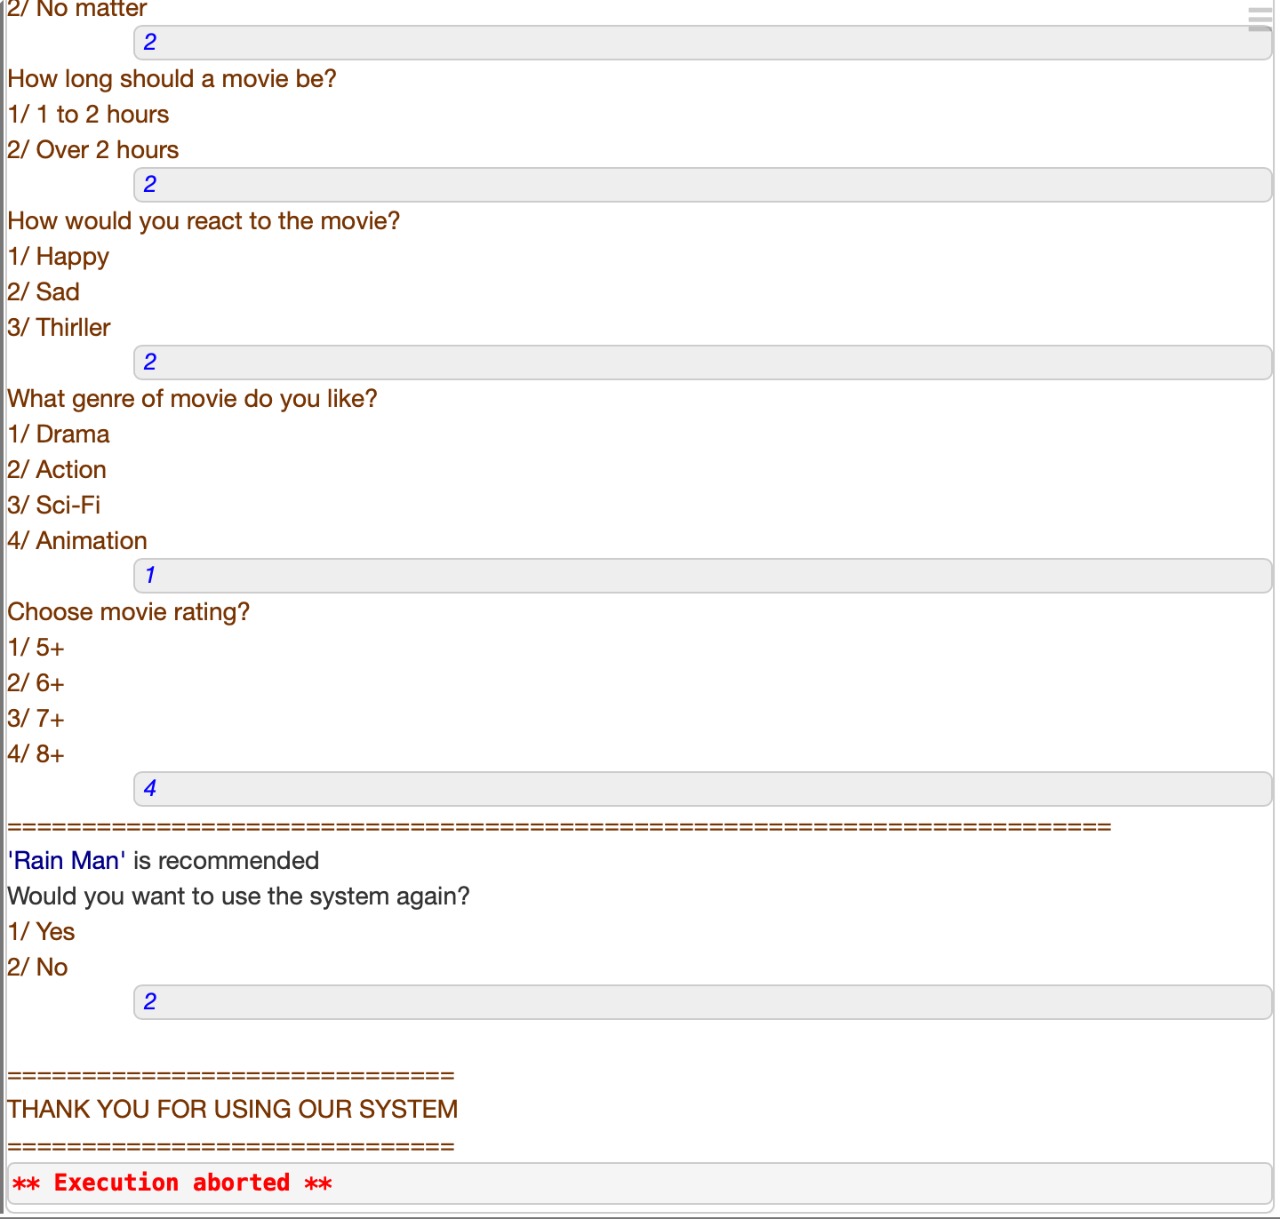 2/ No matter
2
How long should a movie be?
1/ 1 to 2 hours
2/ Over 2 hours
2
How would you react to the movie?
1/ Happy
2/ Sad
3/ Thirller
2
What genre of movie do you like?
1/ Drama
2/ Action
3/ Sci-Fi
4/ Animation
1
Choose movie rating?
1/ 5+
2/ 6+
3/ 7+
4/ 8+
4
==========================================================================
'Rain Man' is recommended
Would you want to use the system again?
1/ Yes
2/ No
2
==============================
THANK YOU FOR USING OUR SYSTEM
==============================
** Execution aborted **